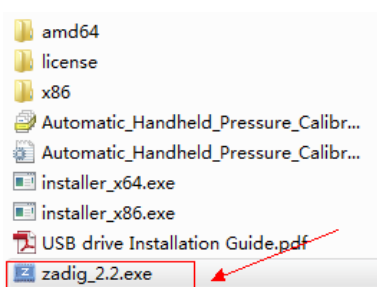 amd64
license
x86
Automatic_Handheld_Pressure_Calibr...
Automatic_Handheld_Pressure_Calibr...
installer_x64.exe
installer_x86.exe
USB drive Installation Guide.pdf
zadig_2.2.exe